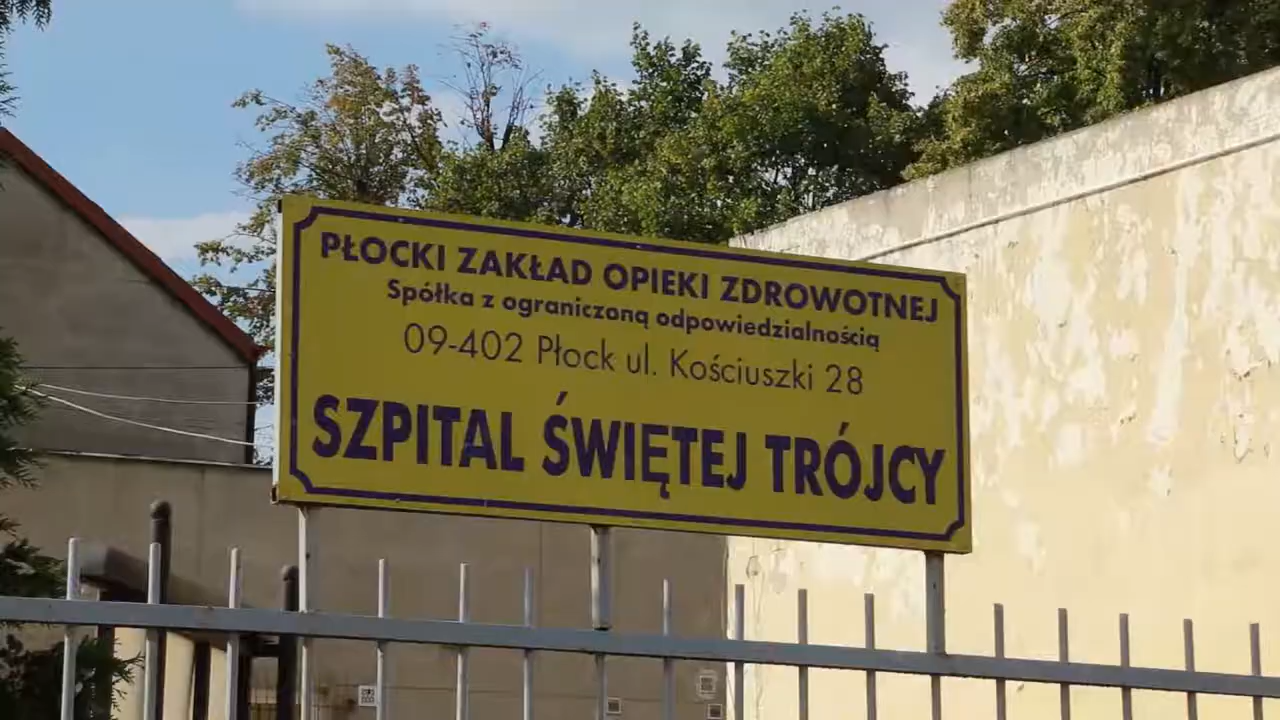 PŁOCKI ZAKŁAD OPIEKI ZDROWOTNEJ
Spółka z ograniczoną odpowiedzialnością
09-402 Płock ul. Kościuszki 28
SZPITAL ŚWIĘTEJ TRÓJCY